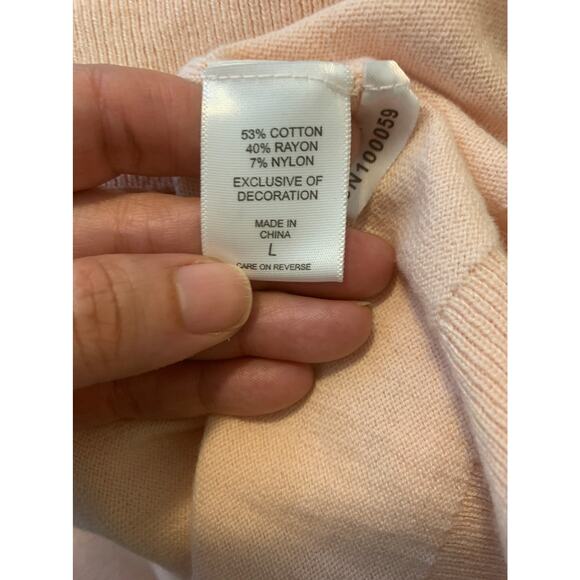 53% COTTON
40% RAYON
7% NYLON
EXCLUSIVE OF
DECORATION
MADE IN
CHINA
L
CARE ON REVERSE
N100059